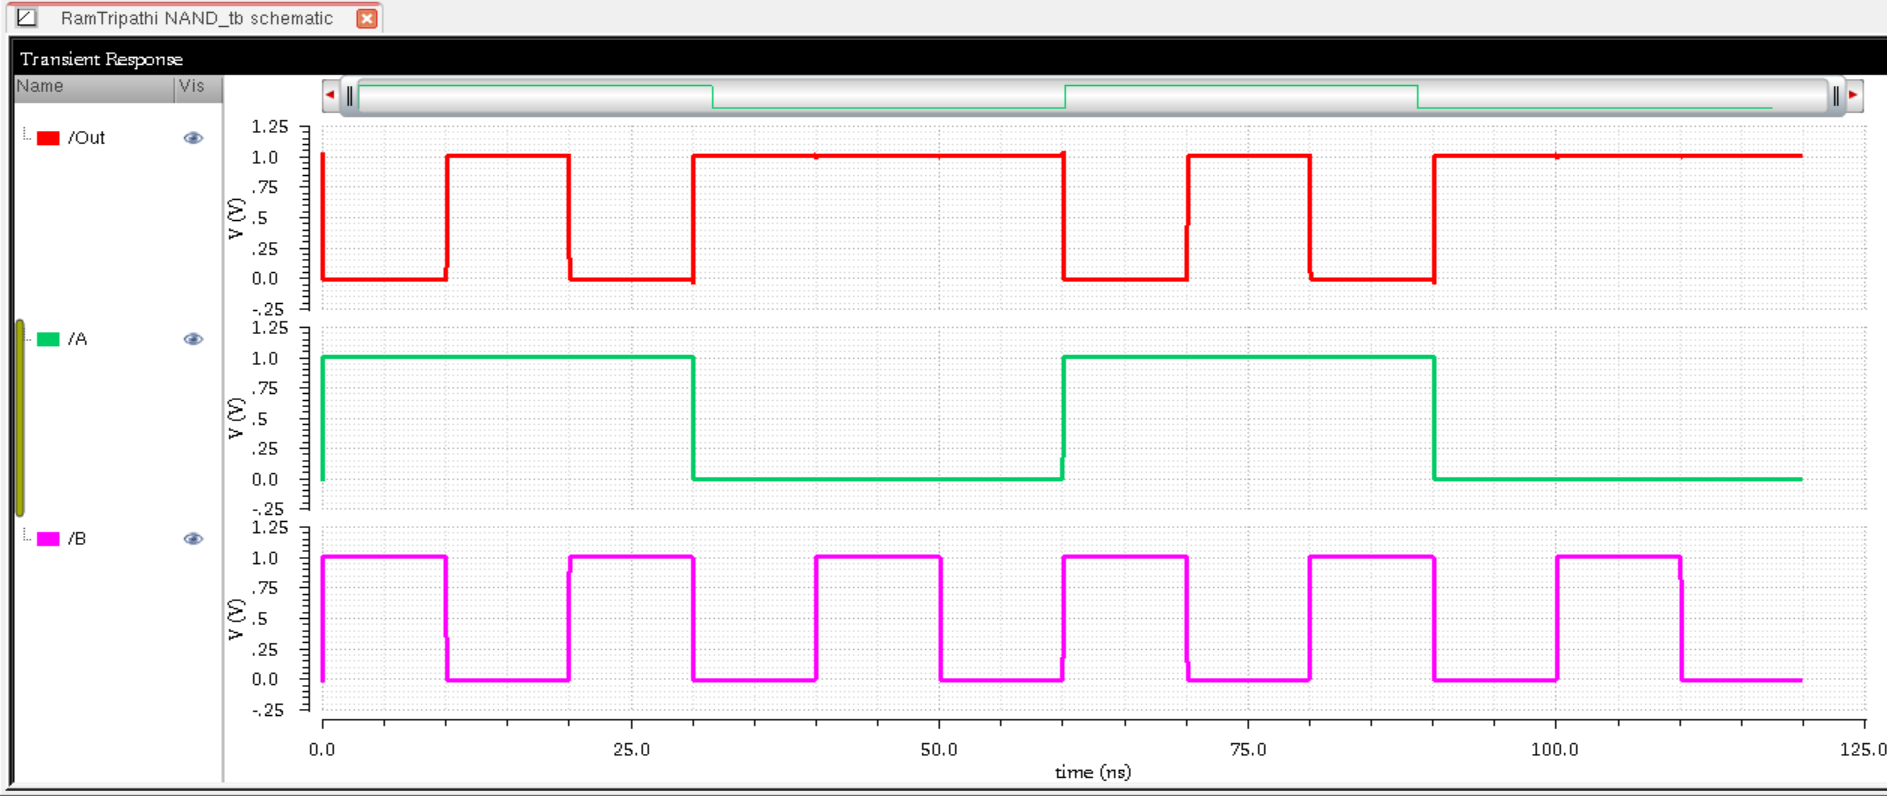 RamTripathi NAND_tb schematic
Transient Response
Name Vis
/Out
1.25
1.0
.75
.5
.25
0.0
-.25
V (V)
/A
1.25
1.0
.75
.5
.25
0.0
-.25
V (V)
/B
1.25
1.0
.75
.5
.25
0.0
-.25
V (V)
0.0 25.0 50.0 75.0 100.0 125.0
time (ns)